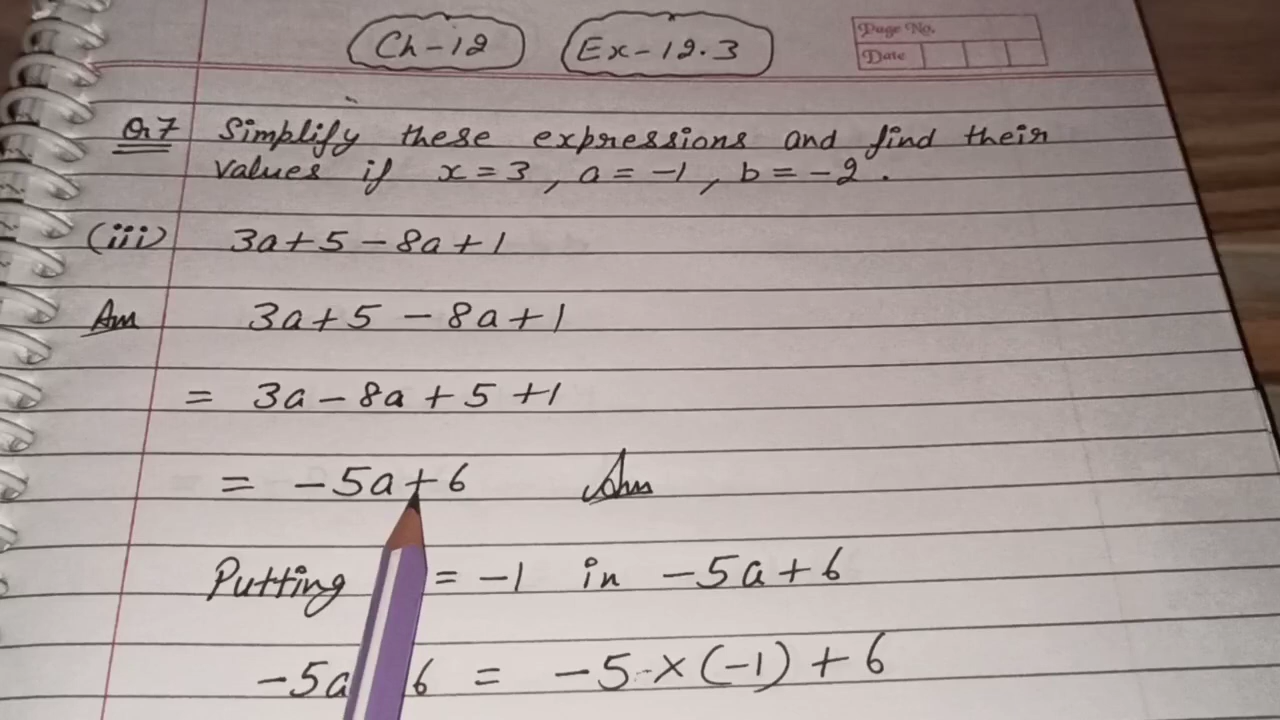 Ch-12 Ex-12.3
Page No.
Date
Q.7 Simplify these expressions and find their
values if x = 3, a = -1, b = -2.
(iii) 3a + 5 - 8a + 1
Ans 3a + 5 - 8a + 1
= 3a - 8a + 5 + 1
= -5a + 6 Ans
Putting = -1 in -5a + 6
-5a 6 = -5 × (-1) + 6